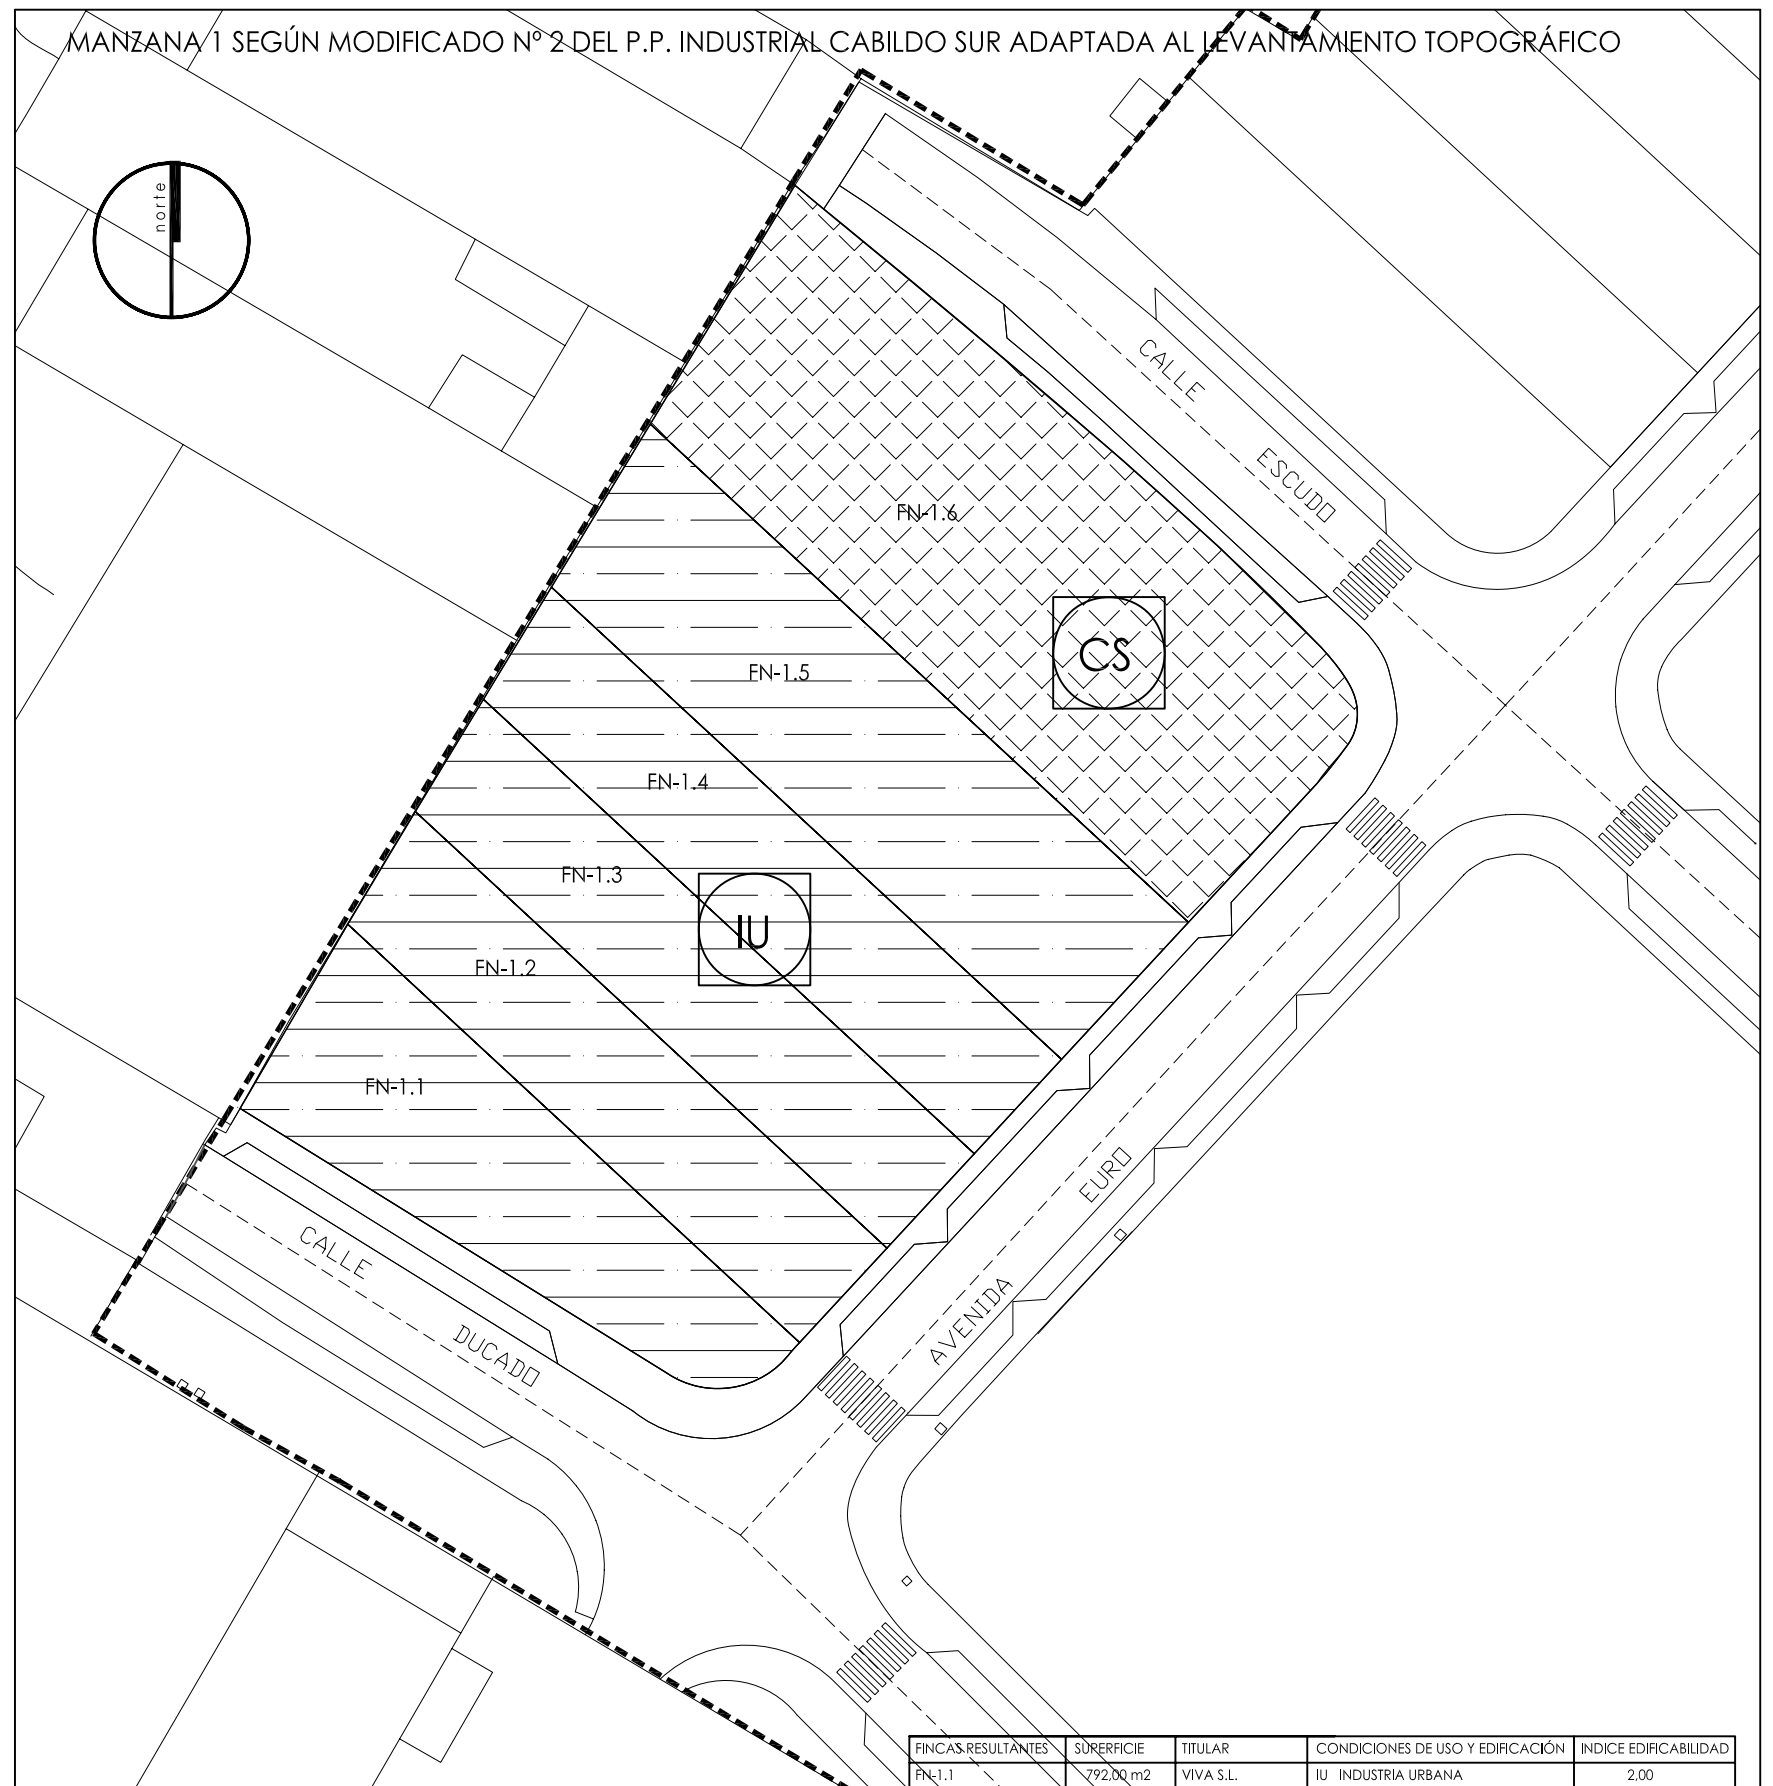 MANZANA 1 SEGÚN MODIFICADO Nº 2 DEL P.P. INDUSTRIAL CABILDO SUR ADAPTADA AL LEVANTAMIENTO TOPOGRÁFICO
norte
CALLE ESCUDO
FN-1.6
CS
FN-1.5
FN-1.4
FN-1.3
IU
FN-1.2
FN-1.1
AVENIDA EURO
CALLE DUCADO
FINCAS RESULTANTES SUPERFICIE TITULAR CONDICIONES DE USO Y EDIFICACIÓN INDICE EDIFICABILIDAD
FN-1.1 792,00 m2 VIVA S.L. IU INDUSTRIA URBANA 2,00